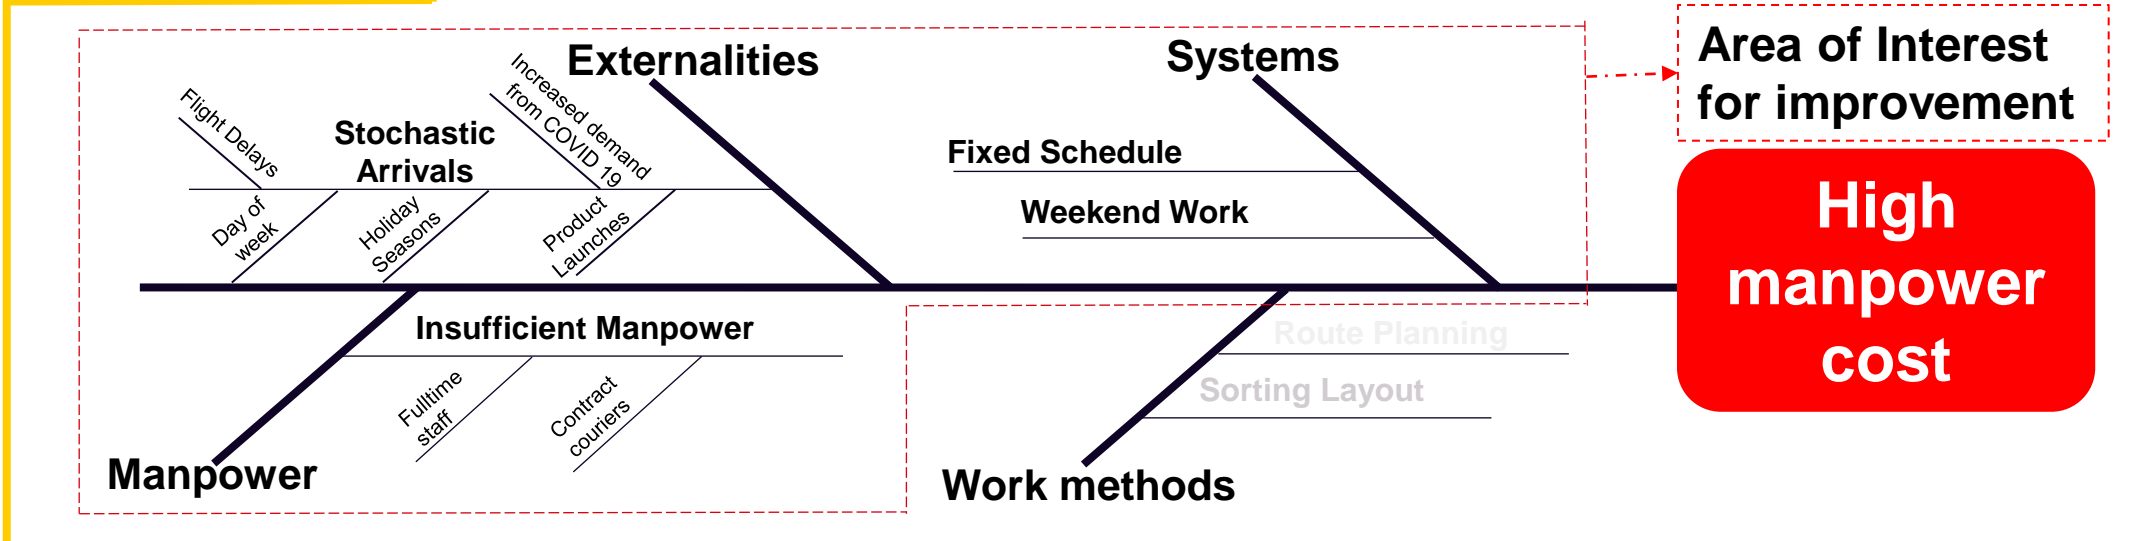 Externalities
Systems
Area of Interest
for improvement
Flight Delays
Stochastic
Arrivals
Increased demand
from COVID 19
Day of
week
Holiday
Seasons
Product
Launches
Fixed Schedule
Weekend Work
High
manpower
cost
Insufficient Manpower
Fulltime
staff
Contract
couriers
Manpower
Route Planning
Sorting Layout
Work methods